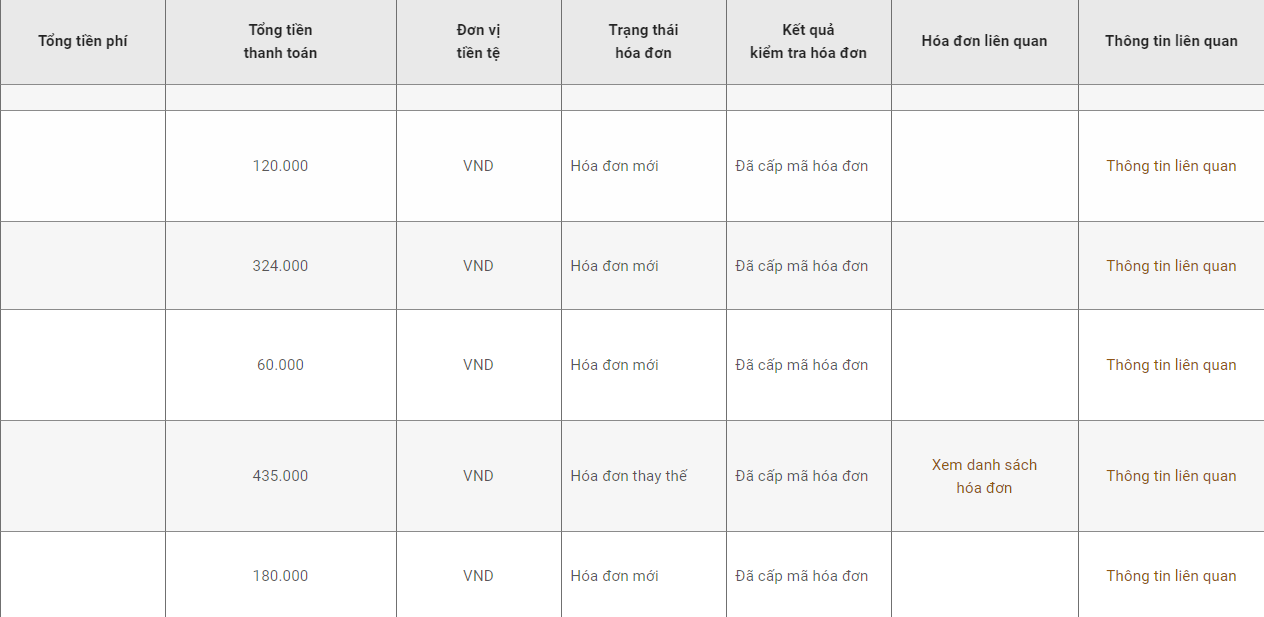 Tổng tiền phí
Tổng tiền
thanh toán
Đơn vị
tiền tệ
Trạng thái
hóa đơn
Kết quả
kiểm tra hóa đơn
Hóa đơn liên quan
Thông tin liên quan
120.000 VND Hóa đơn mới Đã cấp mã hóa đơn Thông tin liên quan
324.000 VND Hóa đơn mới Đã cấp mã hóa đơn Thông tin liên quan
60.000 VND Hóa đơn mới Đã cấp mã hóa đơn Thông tin liên quan
435.000 VND Hóa đơn thay thế Đã cấp mã hóa đơn
Xem danh sách
hóa đơn
Thông tin liên quan
180.000 VND Hóa đơn mới Đã cấp mã hóa đơn Thông tin liên quan